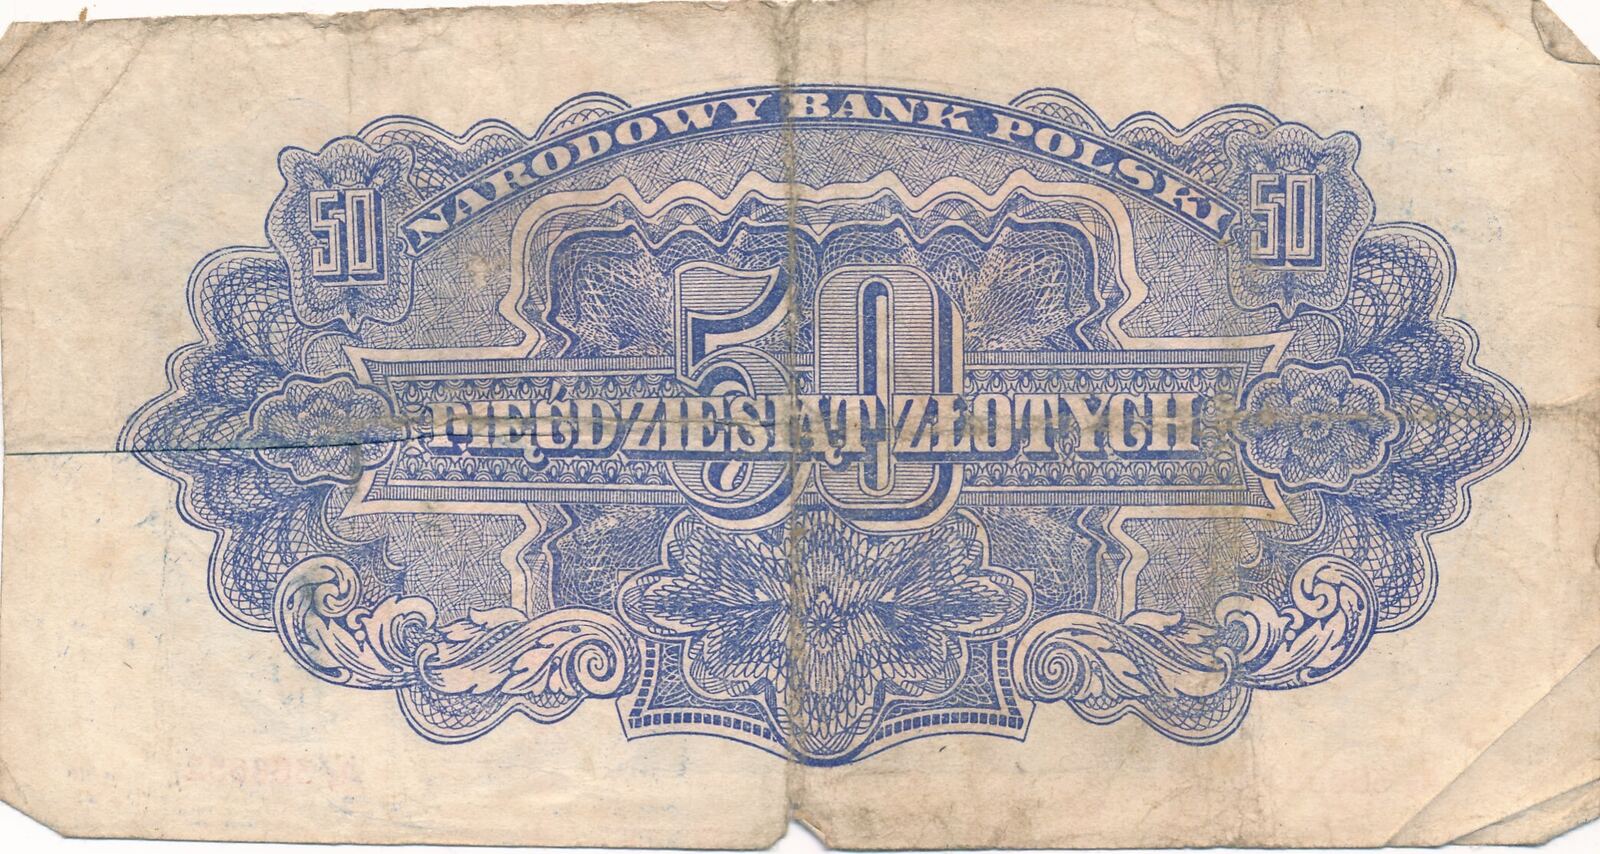 NARODOWY BANK POLSKI
50 50
50
PIĘĆDZIESIĄT ZŁOTYCH